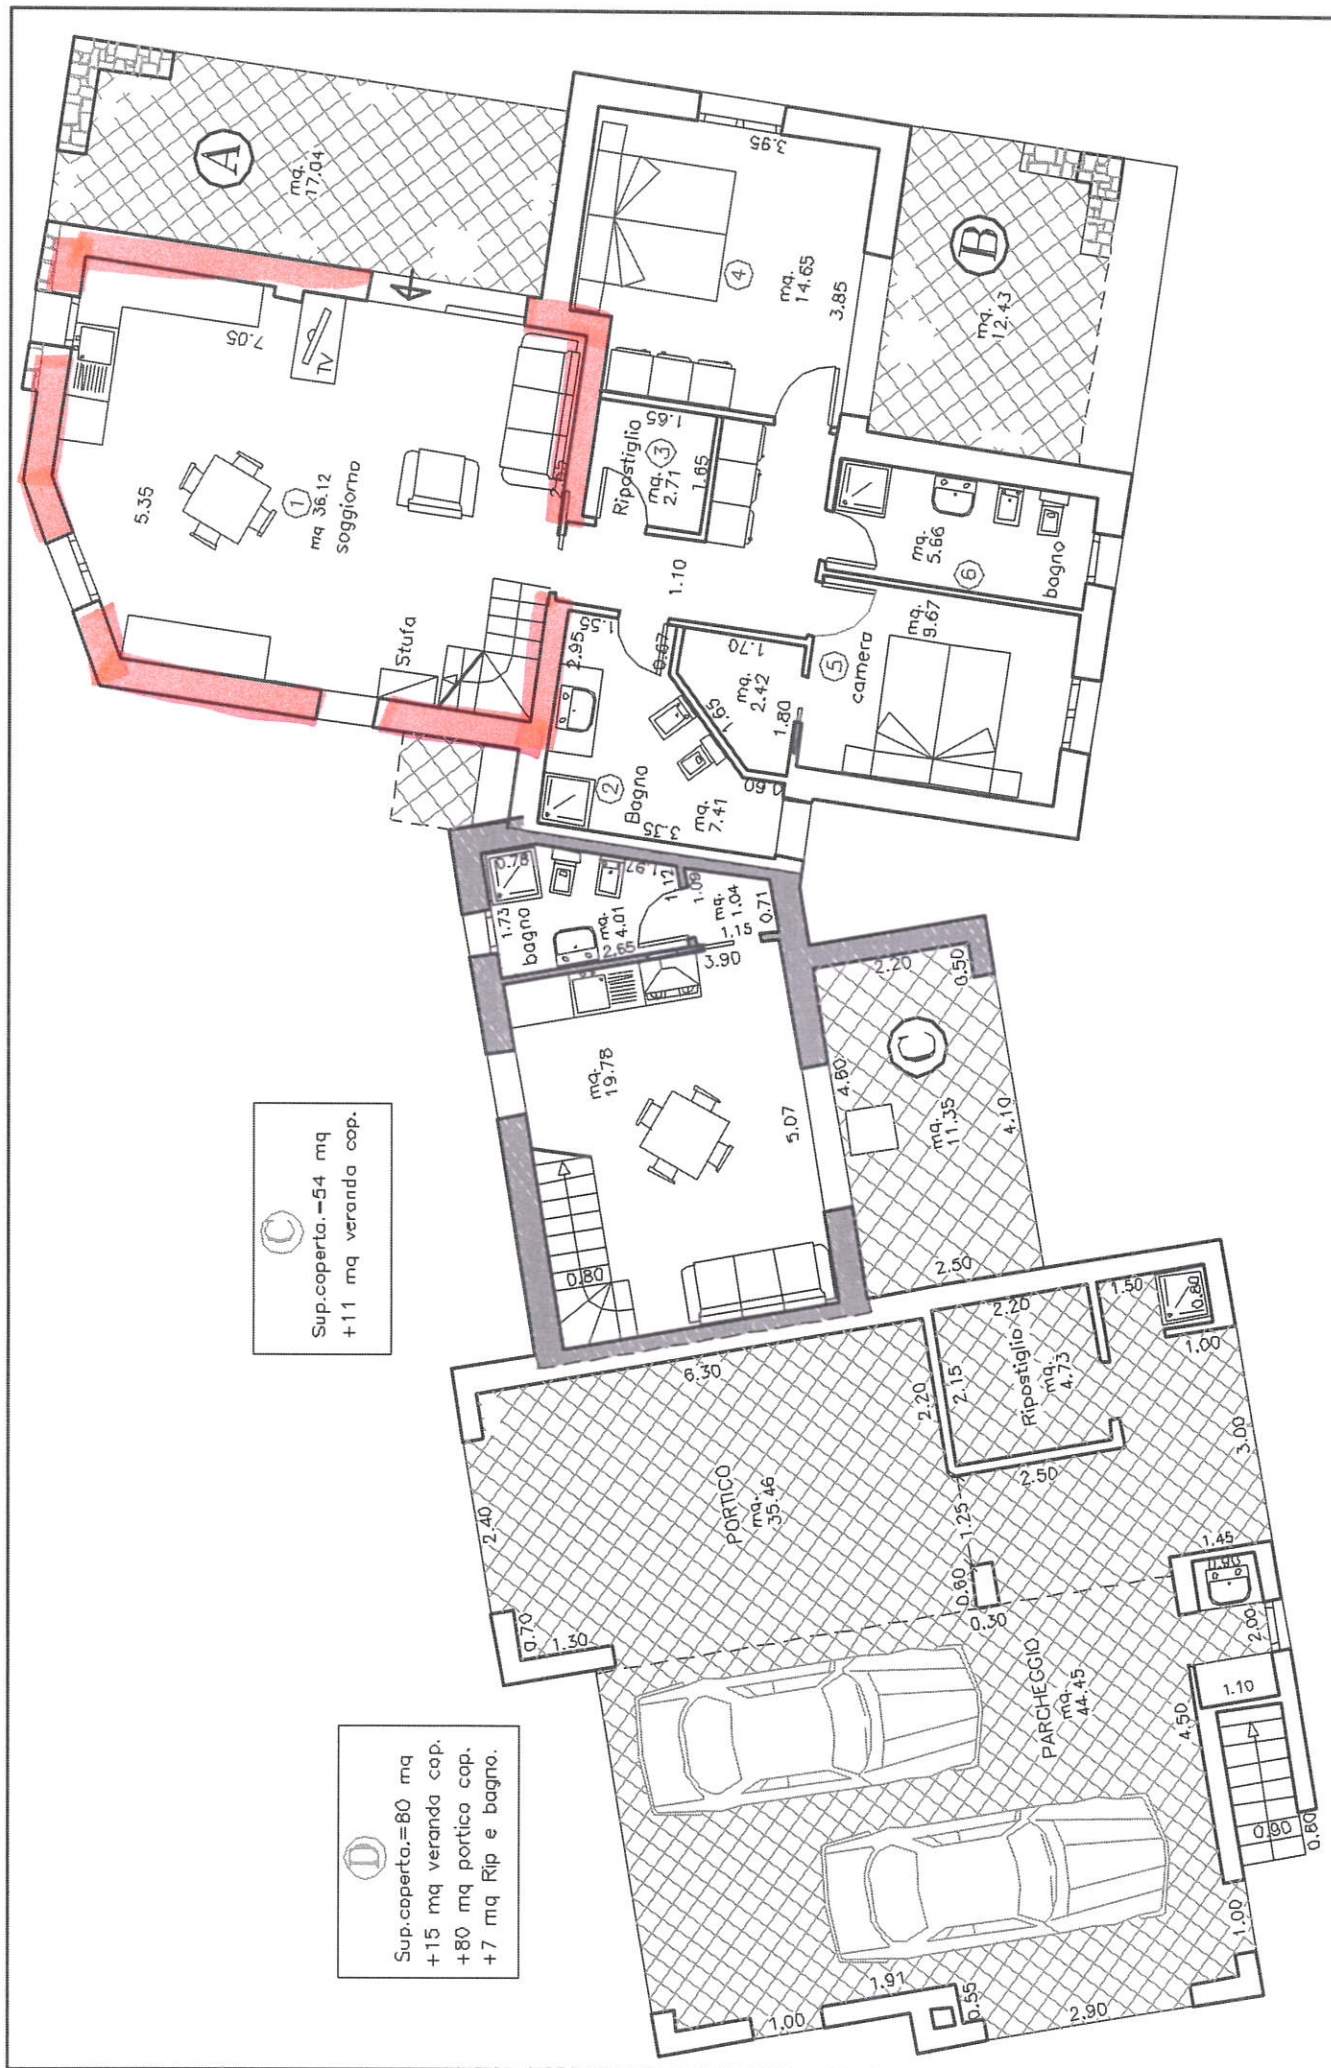 A
mq.
17.04
7.05
TV
5.35
1
mq 36.12
soggiorno
2.65
Stufa
3.95
4
mq.
14.65
3.85
B
mq.
12.43
Ripostiglio
mq. 3
2.71
1.65
1.65
1.10
mq.
5.66
6
bagno
mq.
9.67
5
camera
1.55
2.95
0.67
1.70
mq.
2.42
1.65
1.80
0.60
2
Bagno
mq.
7.41
3.35
0.78
1.73
bagno
1.97
1.12
mq.
4.01
2.65
1.09
mq.
1.04
0.71
1.15
3.90
mq.
19.78
5.07
0.80
2.20
0.50
C
4.60
mq.
11.35
4.10
2.50
C
Sup.coperta.=54 mq
+11 mq veranda cop.
6.30
2.20
2.15
2.20
Ripostiglio
mq.
4.73
2.50
1.50
0.80
1.00
3.00
PORTICO
mq.
35.46
2.40
0.70
1.30
1.25
0.60
0.30
1.45
0.90
2.00
PARCHEGGIO
mq.
44.45
4.50
1.10
0.90
0.60
1.00
1.91
0.55
1.00
2.90
D
Sup.coperta.=80 mq
+15 mq veranda cop.
+80 mq portico cop.
+7 mq Rip e bagno.